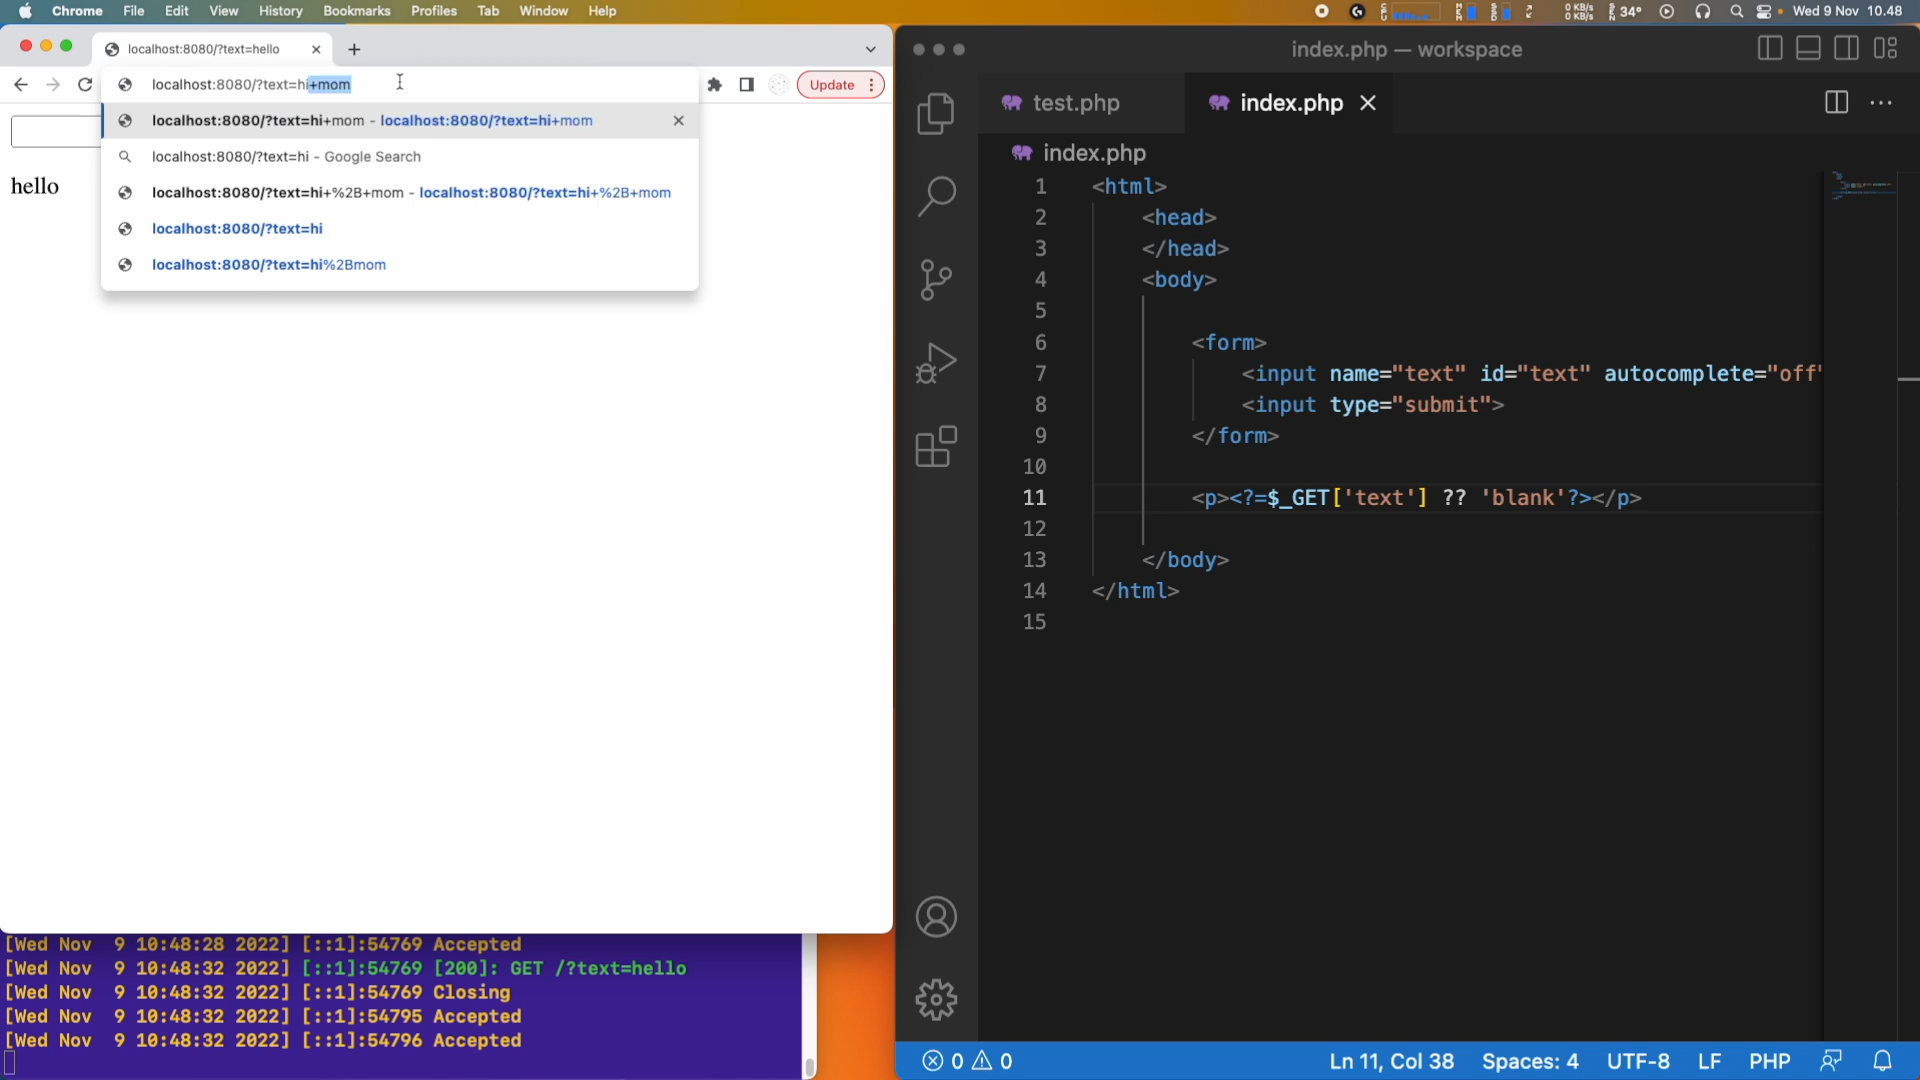 Chrome File Edit View History Bookmarks Profiles Tab Window Help
0 KB/s
0 KB/s
34° Wed 9 Nov 10.48
localhost:8080/?text=hello
localhost:8080/?text=hi+mom
Update
localhost:8080/?text=hi+mom - localhost:8080/?text=hi+mom
localhost:8080/?text=hi - Google Search
localhost:8080/?text=hi+%2B+mom - localhost:8080/?text=hi+%2B+mom
localhost:8080/?text=hi
localhost:8080/?text=hi%2Bmom
hello
[Wed Nov  9 10:48:28 2022] [::1]:54769 Accepted
[Wed Nov  9 10:48:32 2022] [::1]:54769 [200]: GET /?text=hello
[Wed Nov  9 10:48:32 2022] [::1]:54769 Closing
[Wed Nov  9 10:48:32 2022] [::1]:54795 Accepted
[Wed Nov  9 10:48:32 2022] [::1]:54796 Accepted
index.php — workspace
test.php index.php
index.php
1 <html>
2 <head>
3 </head>
4 <body>
5
6 <form>
7 <input name="text" id="text" autocomplete="off"
8 <input type="submit">
9 </form>
10
11 <p><?=$_GET['text'] ?? 'blank'?></p>
12
13 </body>
14 </html>
15
0 0 Ln 11, Col 38 Spaces: 4 UTF-8 LF PHP